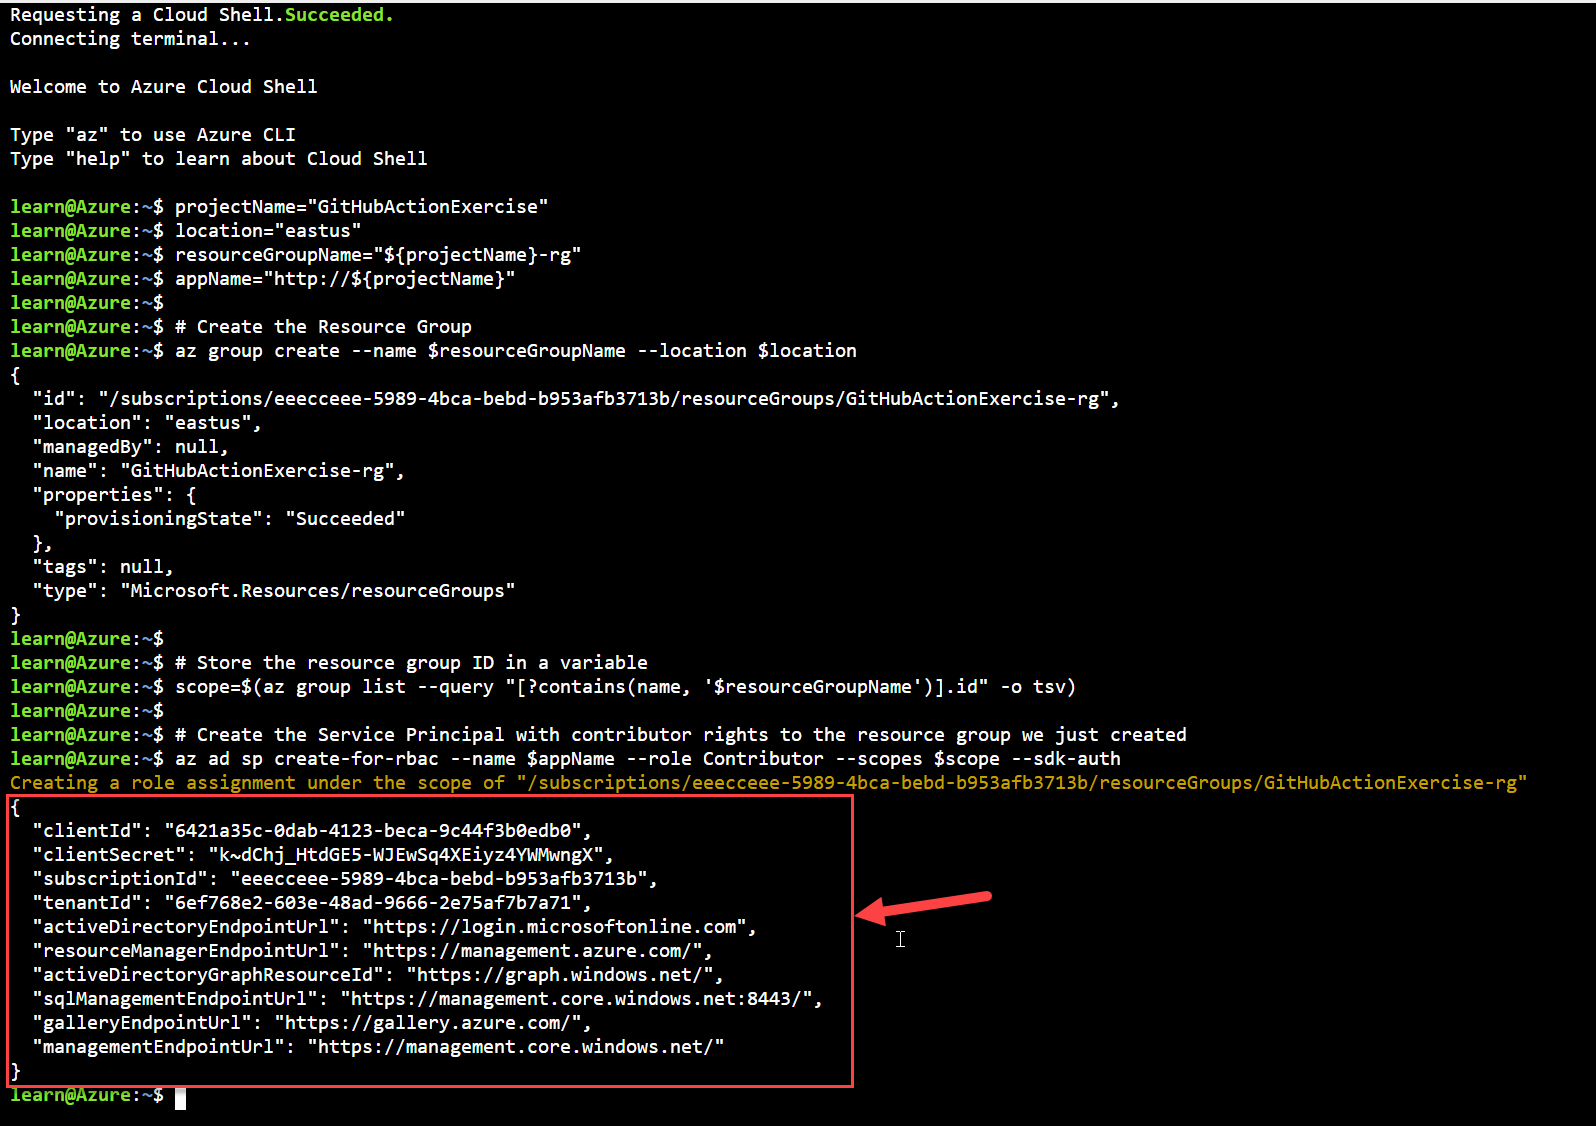 Requesting a Cloud Shell.Succeeded.
Connecting terminal...
Welcome to Azure Cloud Shell
Type "az" to use Azure CLI
Type "help" to learn about Cloud Shell
learn@Azure:~$ projectName="GitHubActionExercise"
learn@Azure:~$ location="eastus"
learn@Azure:~$ resourceGroupName="${projectName}-rg"
learn@Azure:~$ appName="http://${projectName}"
learn@Azure:~$
learn@Azure:~$ # Create the Resource Group
learn@Azure:~$ az group create --name $resourceGroupName --location $location
{
  "id": "/subscriptions/eeecceee-5989-4bca-bebd-b953afb3713b/resourceGroups/GitHubActionExercise-rg",
  "location": "eastus",
  "managedBy": null,
  "name": "GitHubActionExercise-rg",
  "properties": {
    "provisioningState": "Succeeded"
  },
  "tags": null,
  "type": "Microsoft.Resources/resourceGroups"
}
learn@Azure:~$
learn@Azure:~$ # Store the resource group ID in a variable
learn@Azure:~$ scope=$(az group list --query "[?contains(name, '$resourceGroupName')].id" -o tsv)
learn@Azure:~$
learn@Azure:~$ # Create the Service Principal with contributor rights to the resource group we just created
learn@Azure:~$ az ad sp create-for-rbac --name $appName --role Contributor --scopes $scope --sdk-auth
Creating a role assignment under the scope of "/subscriptions/eeecceee-5989-4bca-bebd-b953afb3713b/resourceGroups/GitHubActionExercise-rg"
{
  "clientId": "6421a35c-0dab-4123-beca-9c44f3b0edb0",
  "clientSecret": "k~dChj_HtdGE5-WJEwSq4XEiyz4YWMwngX",
  "subscriptionId": "eeecceee-5989-4bca-bebd-b953afb3713b",
  "tenantId": "6ef768e2-603e-48ad-9666-2e75af7b7a71",
  "activeDirectoryEndpointUrl": "https://login.microsoftonline.com",
  "resourceManagerEndpointUrl": "https://management.azure.com/",
  "activeDirectoryGraphResourceId": "https://graph.windows.net/",
  "sqlManagementEndpointUrl": "https://management.core.windows.net:8443/",
  "galleryEndpointUrl": "https://gallery.azure.com/",
  "managementEndpointUrl": "https://management.core.windows.net/"
}
learn@Azure:~$